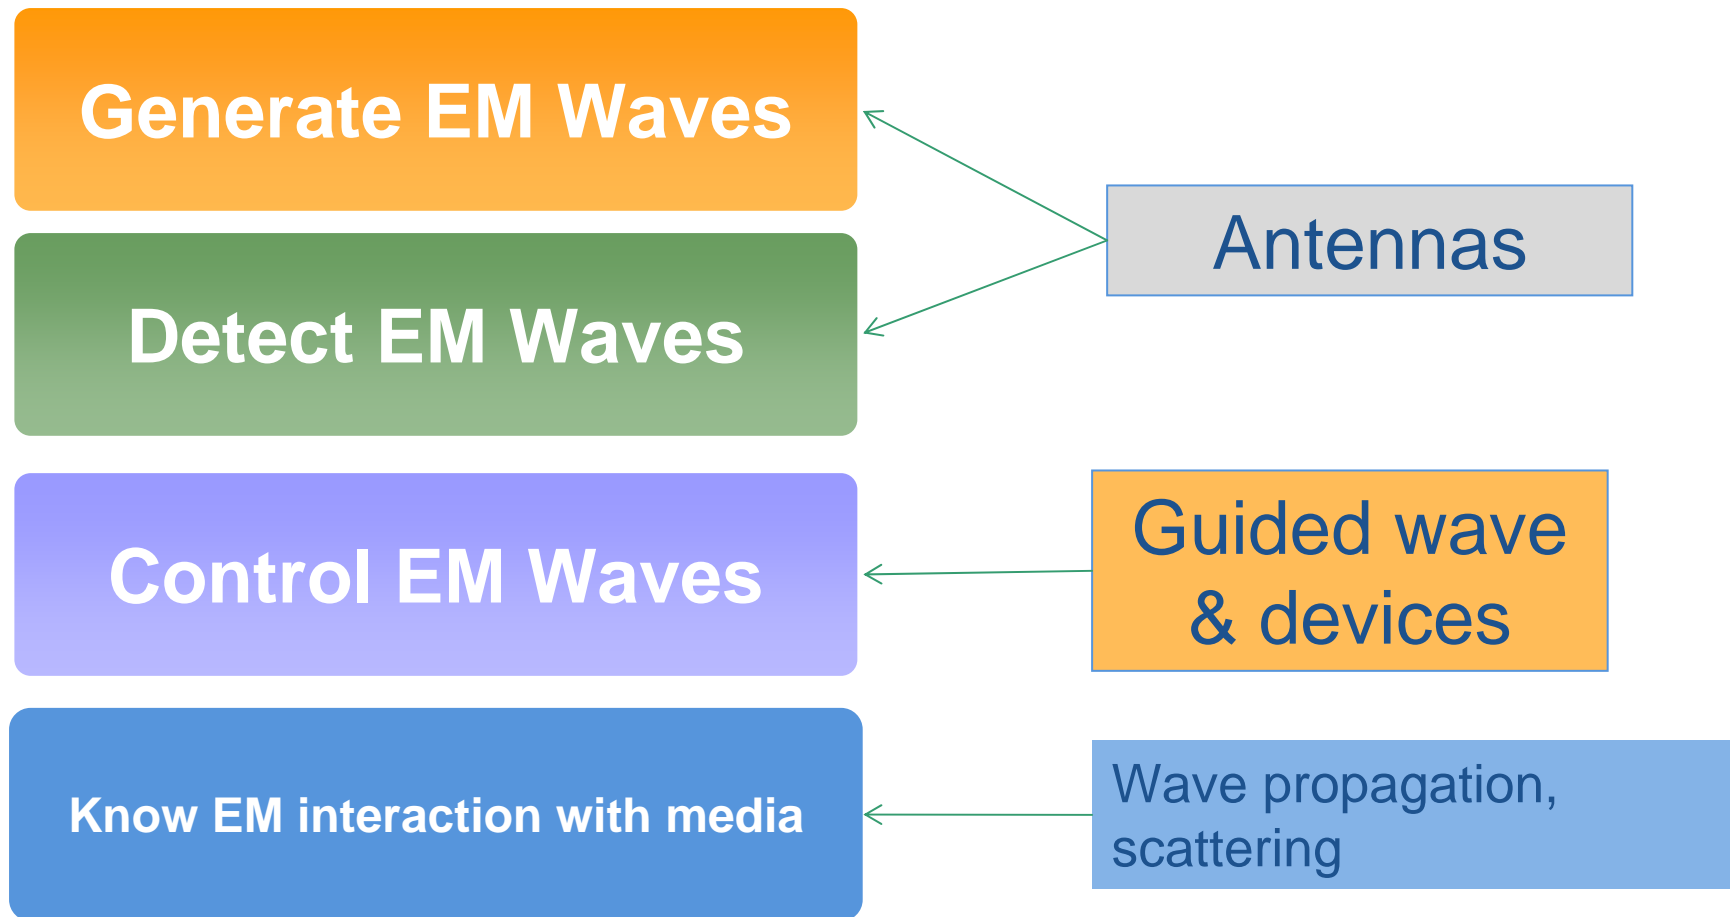 Generate EM Waves
Detect EM Waves
Antennas
Control EM Waves
Guided wave
& devices
Know EM interaction with media
Wave propagation,
scattering